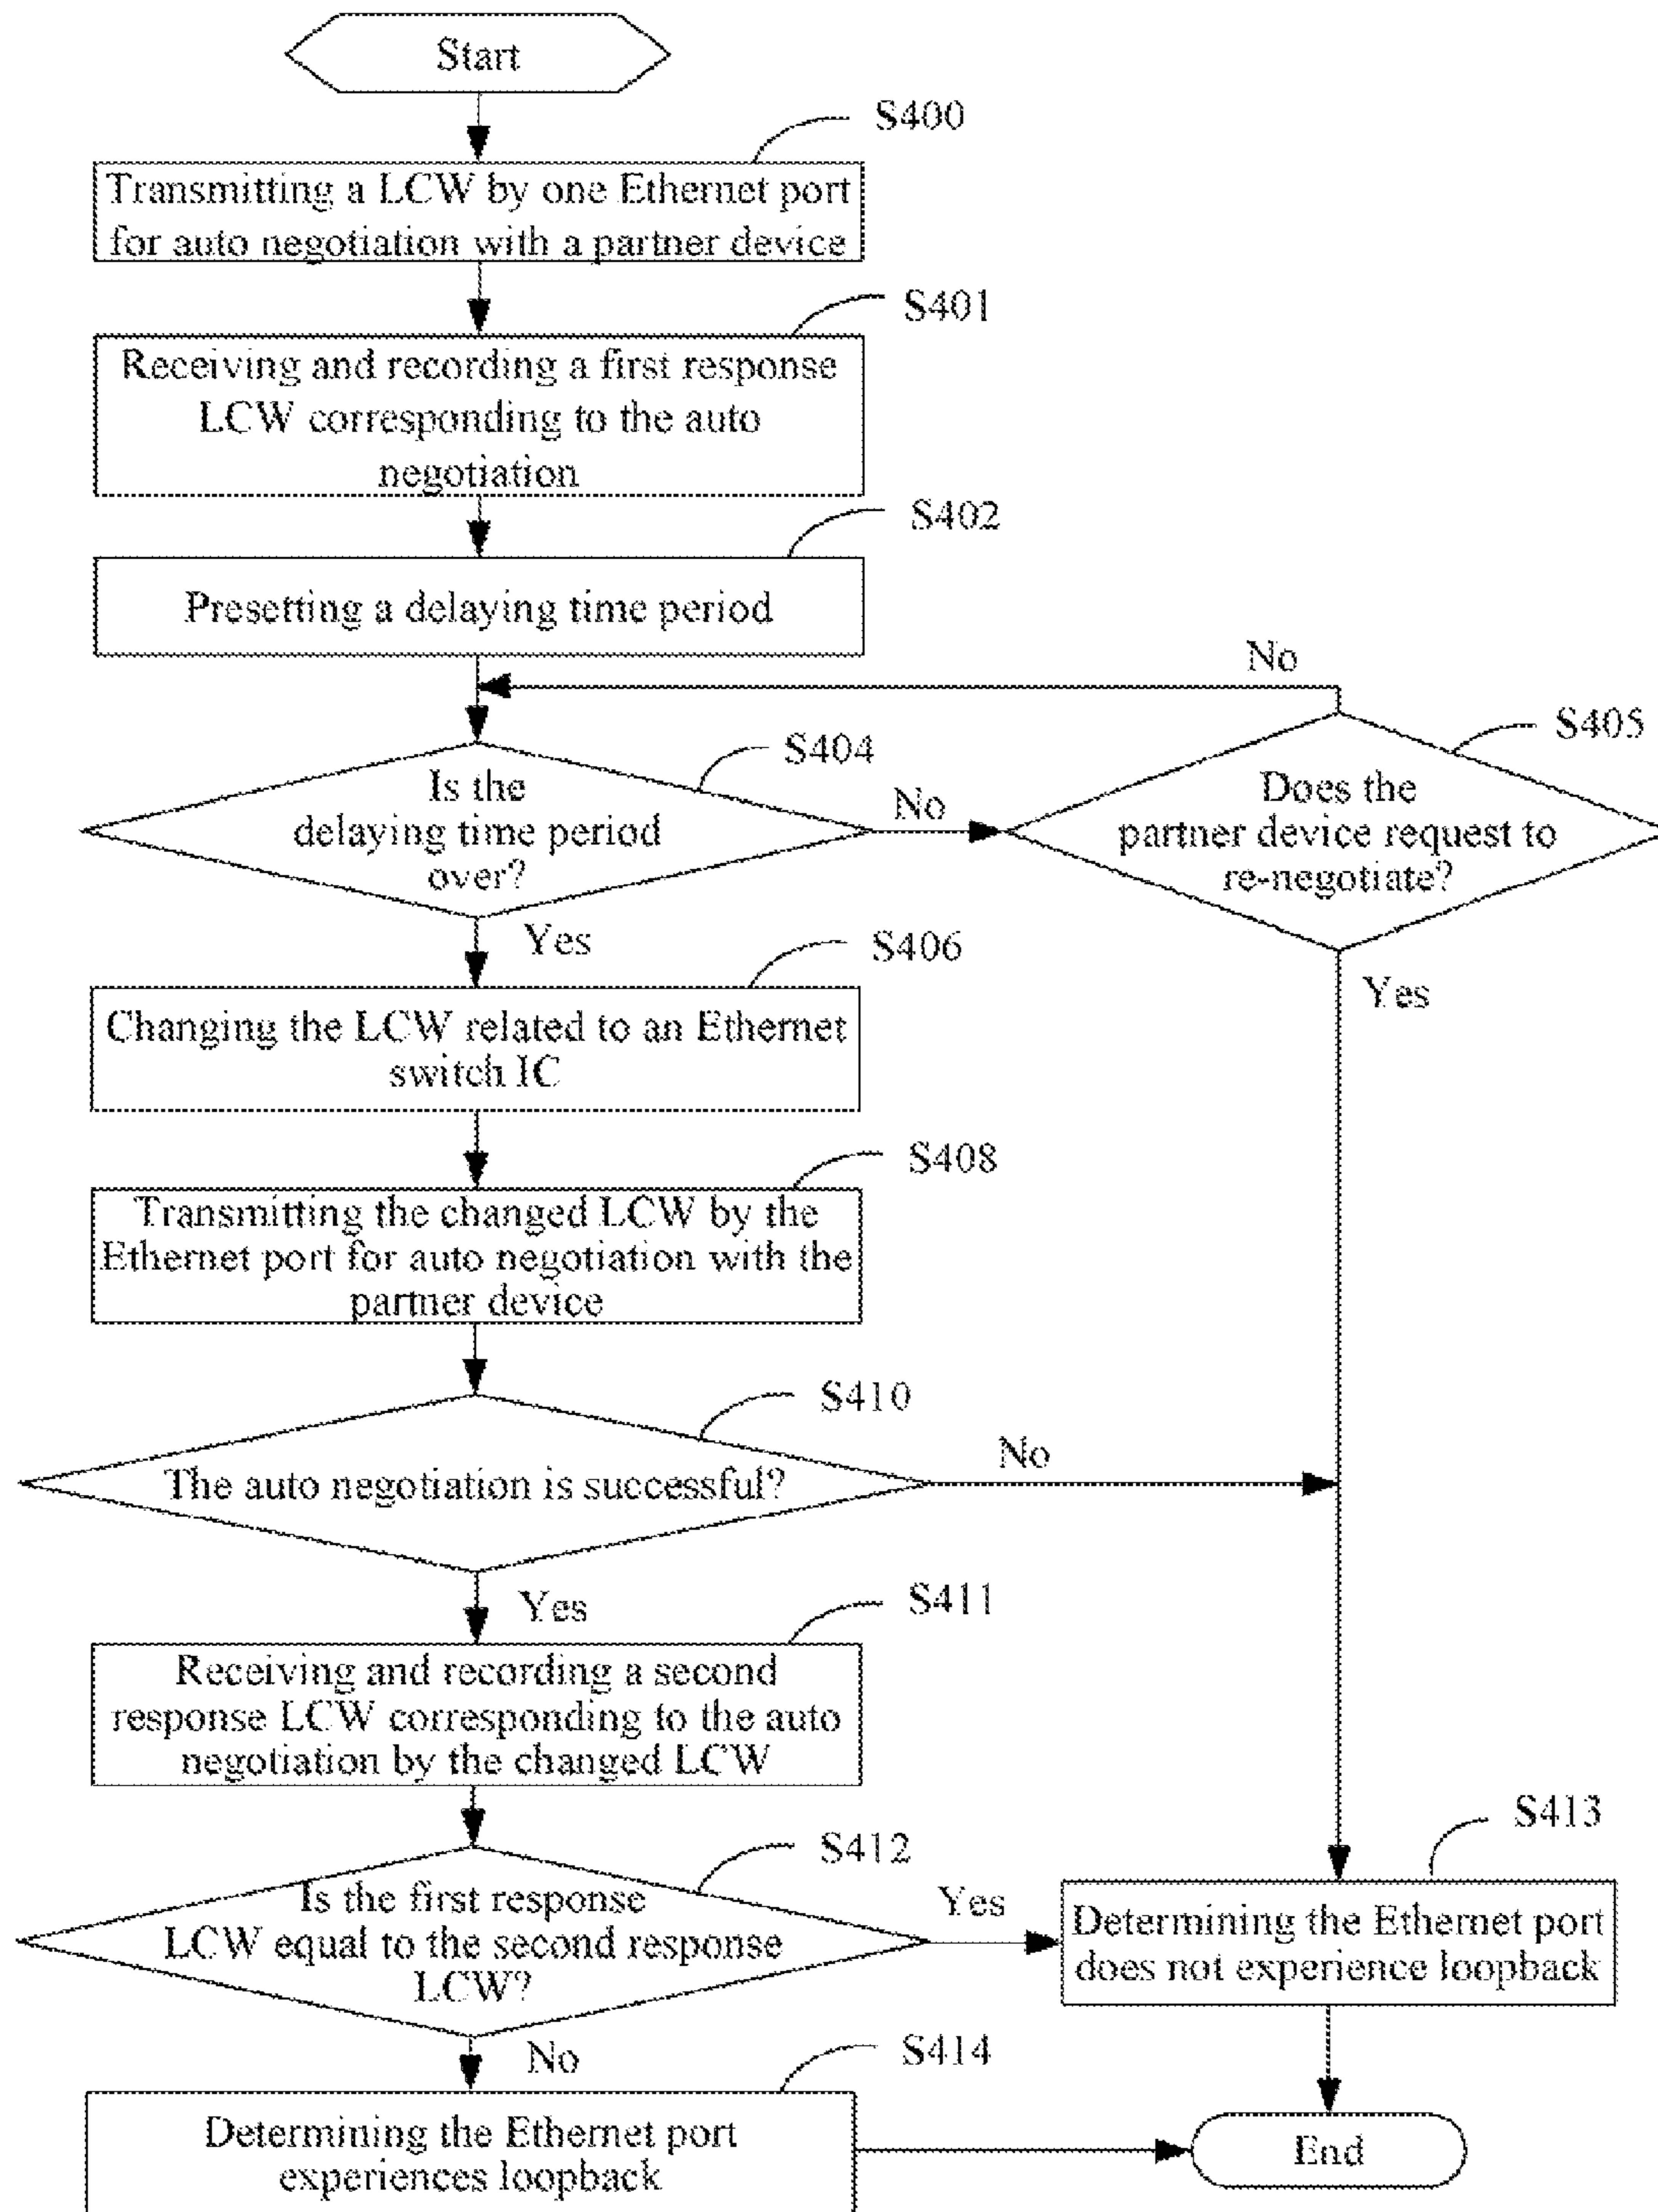 Start
S400
Transmitting a LCW by one Ethernet port
for auto negotiation with a partner device
S401
Receiving and recording a first response
LCW corresponding to the auto
negotiation
S402
Presetting a delaying time period
No
S404
Is the
delaying time period
over?
No
S405
Does the
partner device request to
re-negotiate?
Yes
Yes
S406
Changing the LCW related to an Ethernet
switch IC
S408
Transmitting the changed LCW by the
Ethernet port for auto negotiation with the
partner device
S410
The auto negotiation is successful?
No
Yes
S411
Receiving and recording a second
response LCW corresponding to the auto
negotiation by the changed LCW
S412
Is the first response
LCW equal to the second response
LCW?
Yes
S413
Determining the Ethernet port
does not experience loopback
No
S414
Determining the Ethernet port
experiences loopback
End